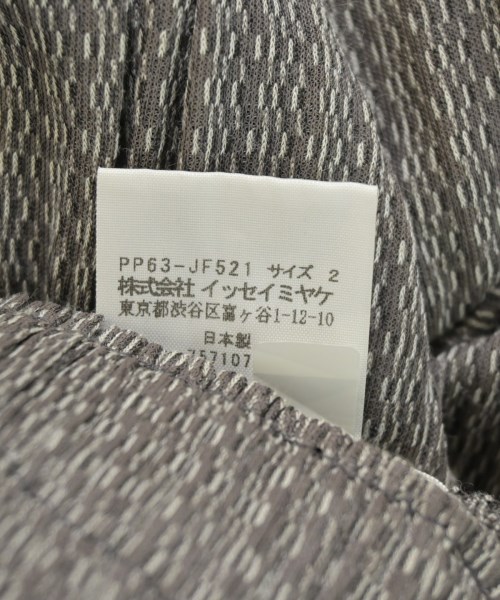 PP63-JF521 サイズ 2
株式会社 イッセイミヤケ
東京都渋谷区富ヶ谷1-12-10
日本製
757107